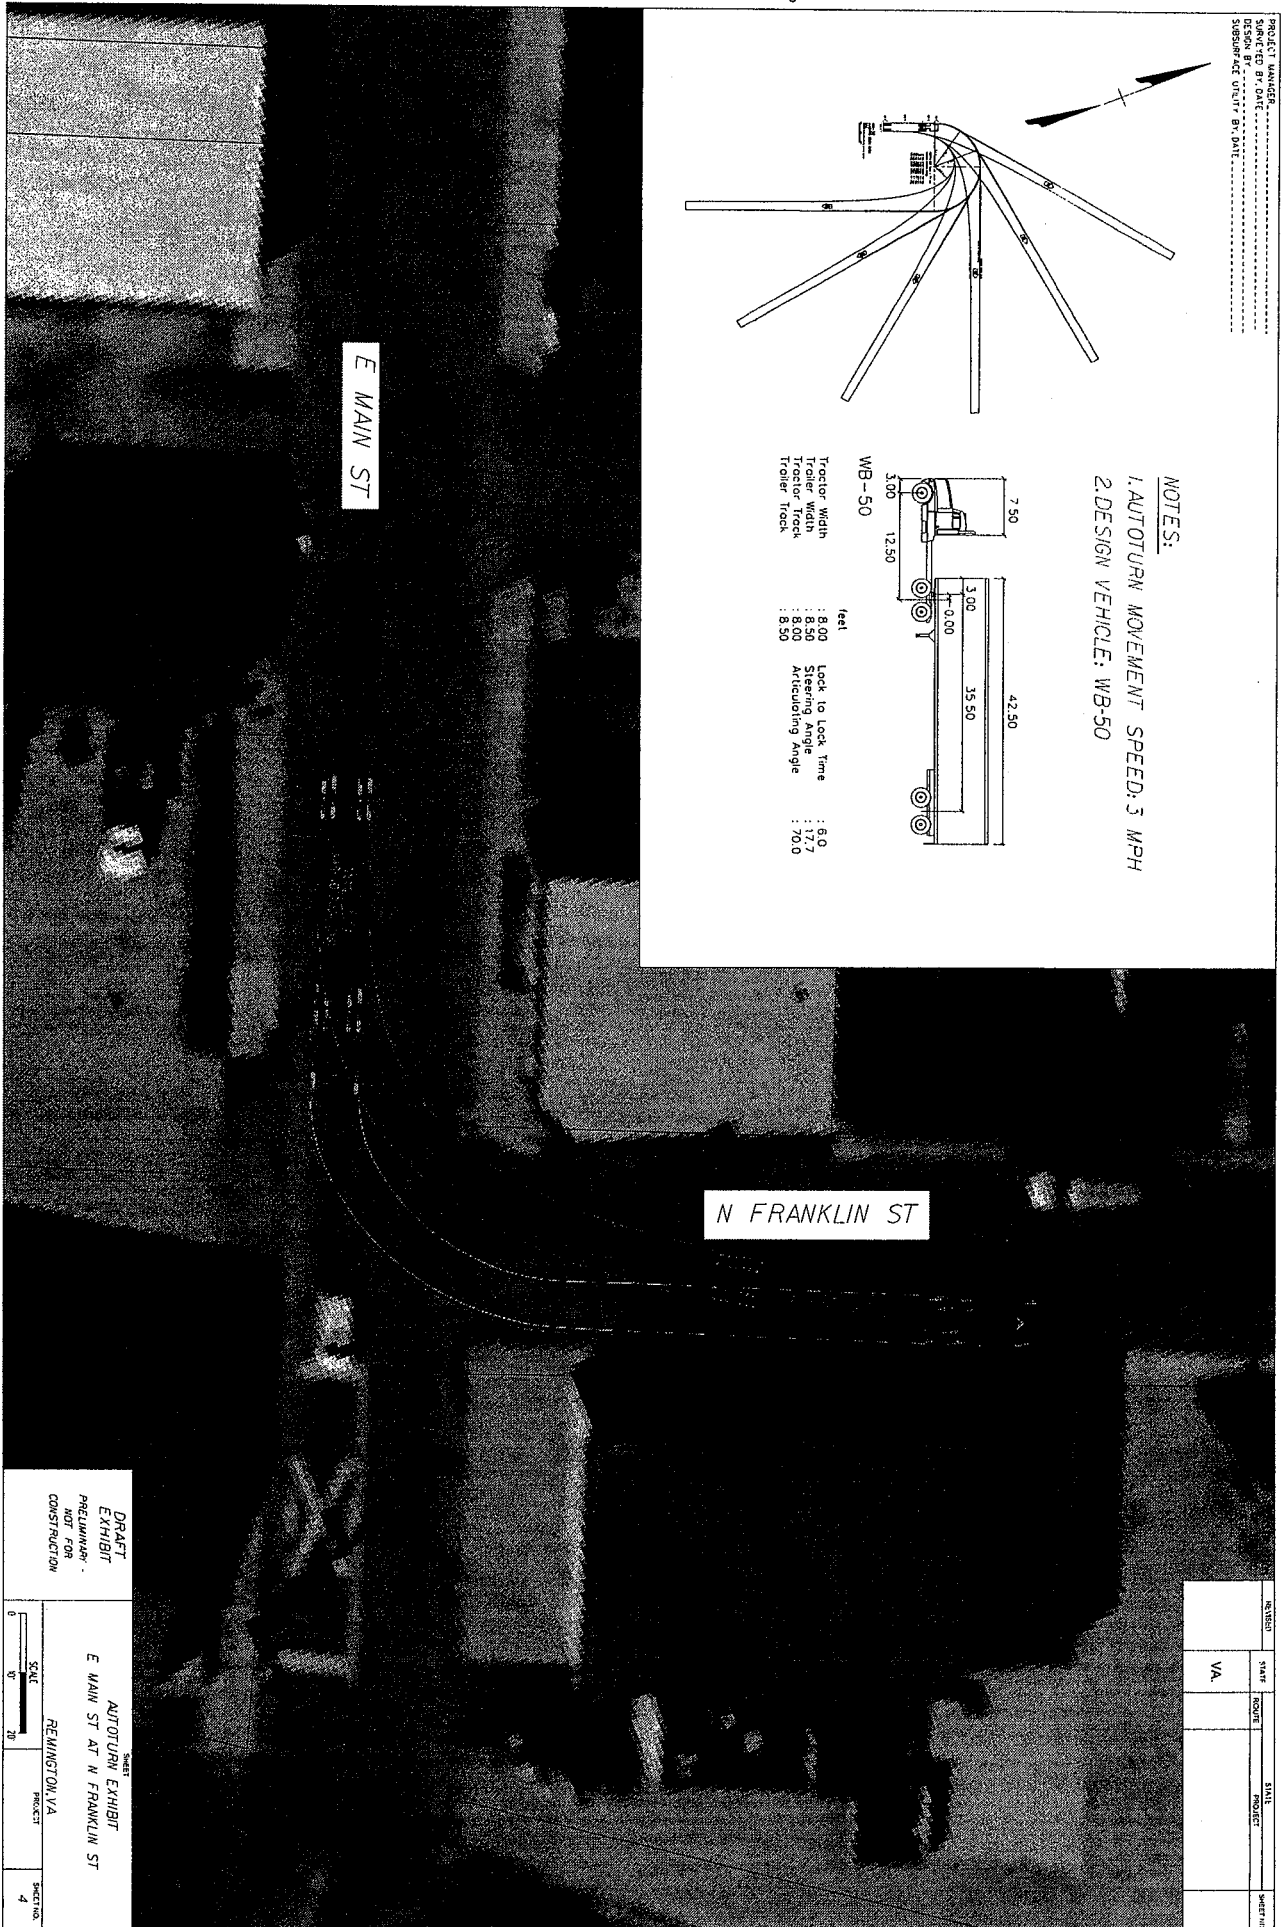 PROJECT MANAGER
SURVEYED BY, DATE
DESIGN BY
SUBSURFACE UTILITY BY, DATE
NOTES:
1. AUTOTURN MOVEMENT SPEED: 3 MPH
2. DESIGN VEHICLE: WB-50
7.50
42.50
3.00
0.00
35.50
3.00
12.50
WB-50
feet
Tractor Width : 8.00 Lock to Lock Time : 6.0
Trailer Width : 8.50 Steering Angle : 17.7
Tractor Track : 8.00 Articulating Angle : 70.0
Trailer Track : 8.50
E MAIN ST
N FRANKLIN ST
REVISED
STATE
ROUTE
STATE
PROJECT
VA.
DRAFT
EXHIBIT
PRELIMINARY -
NOT FOR
CONSTRUCTION
SHEET
AUTOTURN EXHIBIT
E MAIN ST AT N FRANKLIN ST
REMINGTON, VA
SCALE
0 10' 20'
PROJECT
SHEET NO.
4